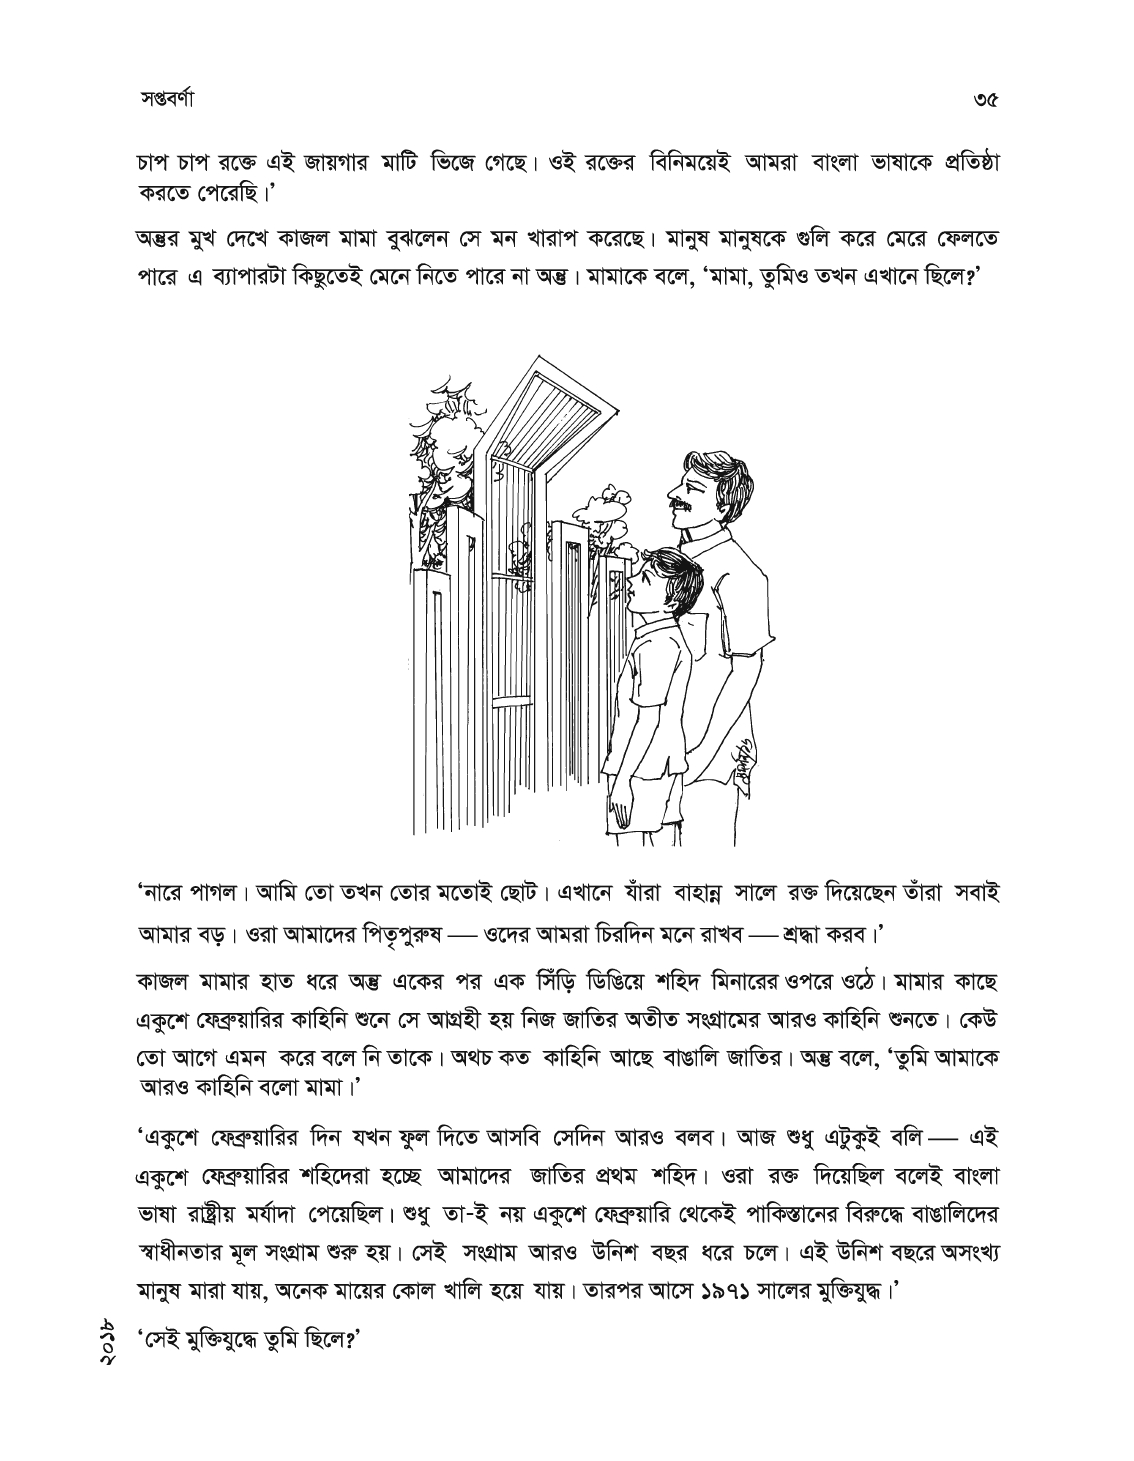 সপ্তবর্ণা ৩৫
চাপ চাপ রক্তে এই জায়গার মাটি ভিজে গেছে। ওই রক্তের বিনিময়েই আমরা বাংলা ভাষাকে প্রতিষ্ঠা
করতে পেরেছি।’
অন্তুর মুখ দেখে কাজল মামা বুঝলেন সে মন খারাপ করেছে। মানুষ মানুষকে গুলি করে মেরে ফেলতে
পারে এ ব্যাপারটা কিছুতেই মেনে নিতে পারে না অন্তু। মামাকে বলে, ‘মামা, তুমিও তখন এখানে ছিলে?’
‘নারে পাগল। আমি তো তখন তোর মতোই ছোট। এখানে যাঁরা বাহান্ন সালে রক্ত দিয়েছেন তাঁরা সবাই
আমার বড়। ওরা আমাদের পিতৃপুরুষ — ওদের আমরা চিরদিন মনে রাখব — শ্রদ্ধা করব।’
কাজল মামার হাত ধরে অন্তু একের পর এক সিঁড়ি ডিঙিয়ে শহিদ মিনারের ওপরে ওঠে। মামার কাছে
একুশে ফেব্রুয়ারির কাহিনি শুনে সে আগ্রহী হয় নিজ জাতির অতীত সংগ্রামের আরও কাহিনি শুনতে। কেউ
তো আগে এমন করে বলে নি তাকে। অথচ কত কাহিনি আছে বাঙালি জাতির। অন্তু বলে, ‘তুমি আমাকে
আরও কাহিনি বলো মামা।’
‘একুশে ফেব্রুয়ারির দিন যখন ফুল দিতে আসবি সেদিন আরও বলব। আজ শুধু এটুকুই বলি — এই
একুশে ফেব্রুয়ারির শহিদেরা হচ্ছে আমাদের জাতির প্রথম শহিদ। ওরা রক্ত দিয়েছিল বলেই বাংলা
ভাষা রাষ্ট্রীয় মর্যাদা পেয়েছিল। শুধু তা-ই নয় একুশে ফেব্রুয়ারি থেকেই পাকিস্তানের বিরুদ্ধে বাঙালিদের
স্বাধীনতার মূল সংগ্রাম শুরু হয়। সেই সংগ্রাম আরও উনিশ বছর ধরে চলে। এই উনিশ বছরে অসংখ্য
মানুষ মারা যায়, অনেক মায়ের কোল খালি হয়ে যায়। তারপর আসে ১৯৭১ সালের মুক্তিযুদ্ধ।’
‘সেই মুক্তিযুদ্ধে তুমি ছিলে?’
২০১৮